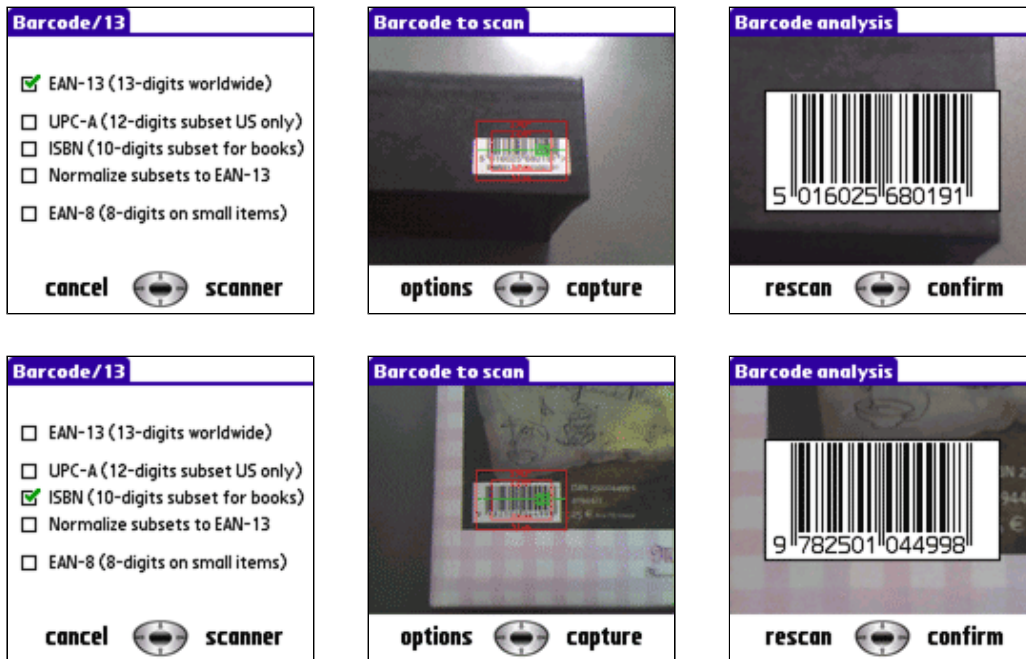 Barcode/13
EAN-13 (13-digits worldwide)
UPC-A (12-digits subset US only)
ISBN (10-digits subset for books)
Normalize subsets to EAN-13
EAN-8 (8-digits on small items)
cancel scanner
Barcode to scan
options capture
Barcode analysis
5 016025 680191
rescan confirm
Barcode/13
EAN-13 (13-digits worldwide)
UPC-A (12-digits subset US only)
ISBN (10-digits subset for books)
Normalize subsets to EAN-13
EAN-8 (8-digits on small items)
cancel scanner
Barcode to scan
25 €
options capture
Barcode analysis
9 782501 044998
rescan confirm